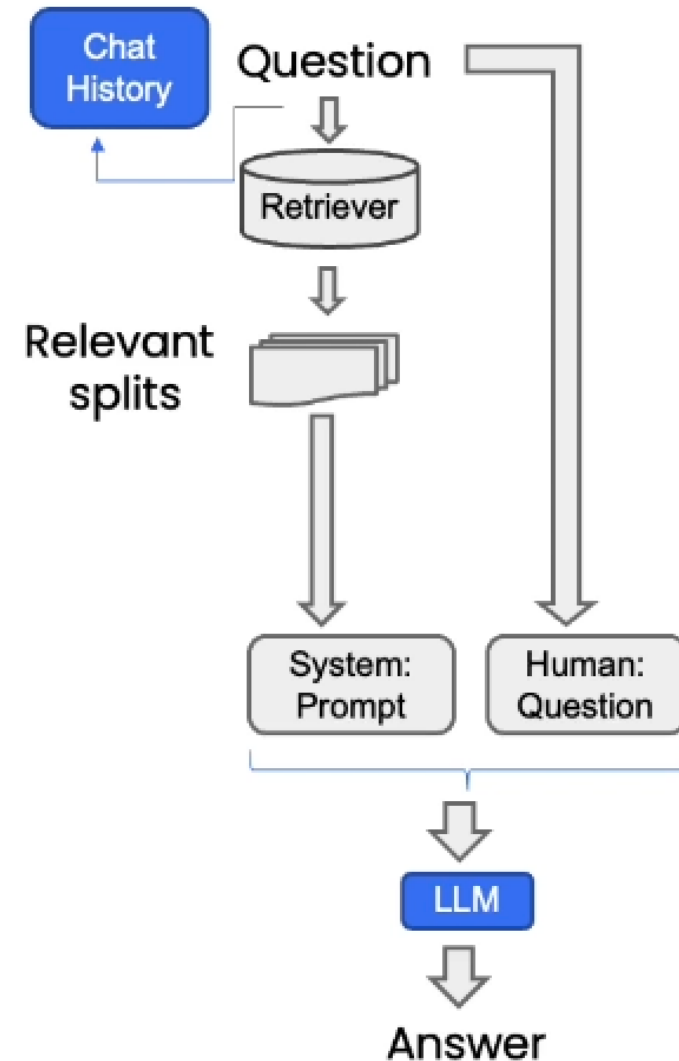 Chat
History
Question
Retriever
Relevant
splits
System:
Prompt
Human:
Question
LLM
Answer